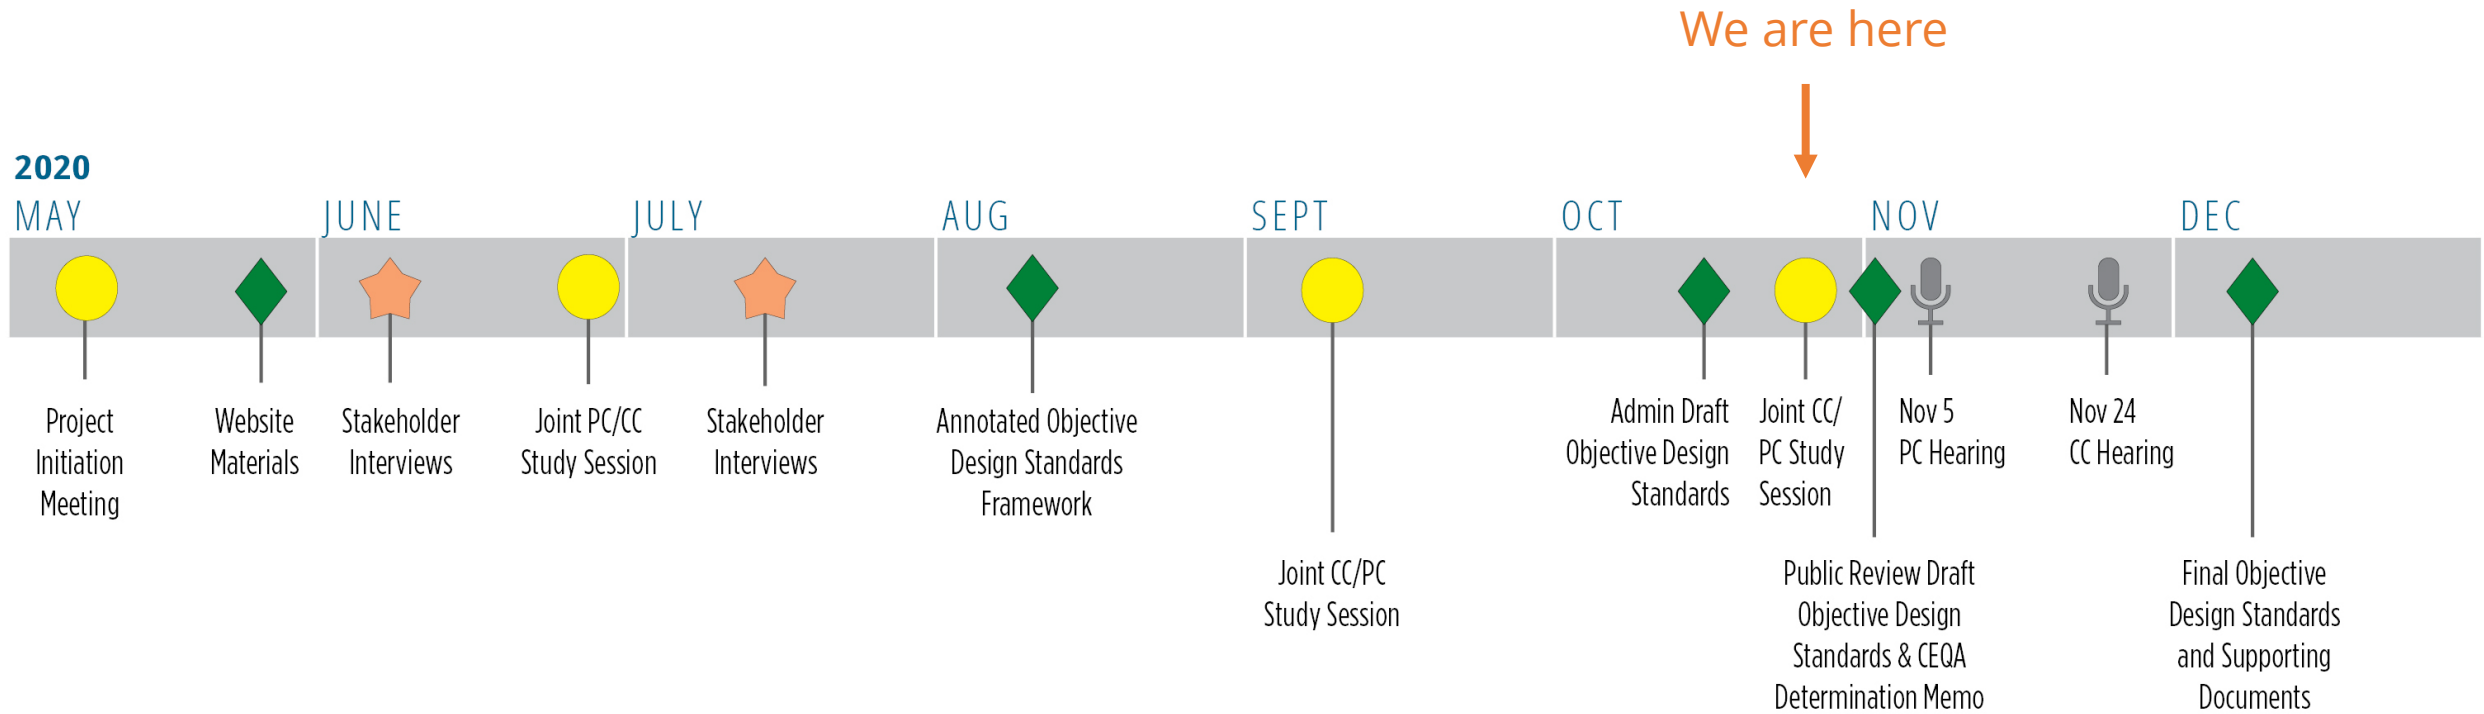 We are here
2020
MAY
JUNE
JULY
AUG
SEPT
OCT
NOV
DEC
Project
Initiation
Meeting
Website
Materials
Stakeholder
Interviews
Joint PC/CC
Study Session
Stakeholder
Interviews
Annotated Objective
Design Standards
Framework
Joint CC/PC
Study Session
Admin Draft
Objective Design
Standards
Joint CC/
PC Study
Session
Public Review Draft
Objective Design
Standards & CEQA
Determination Memo
Nov 5
PC Hearing
Nov 24
CC Hearing
Final Objective
Design Standards
and Supporting
Documents